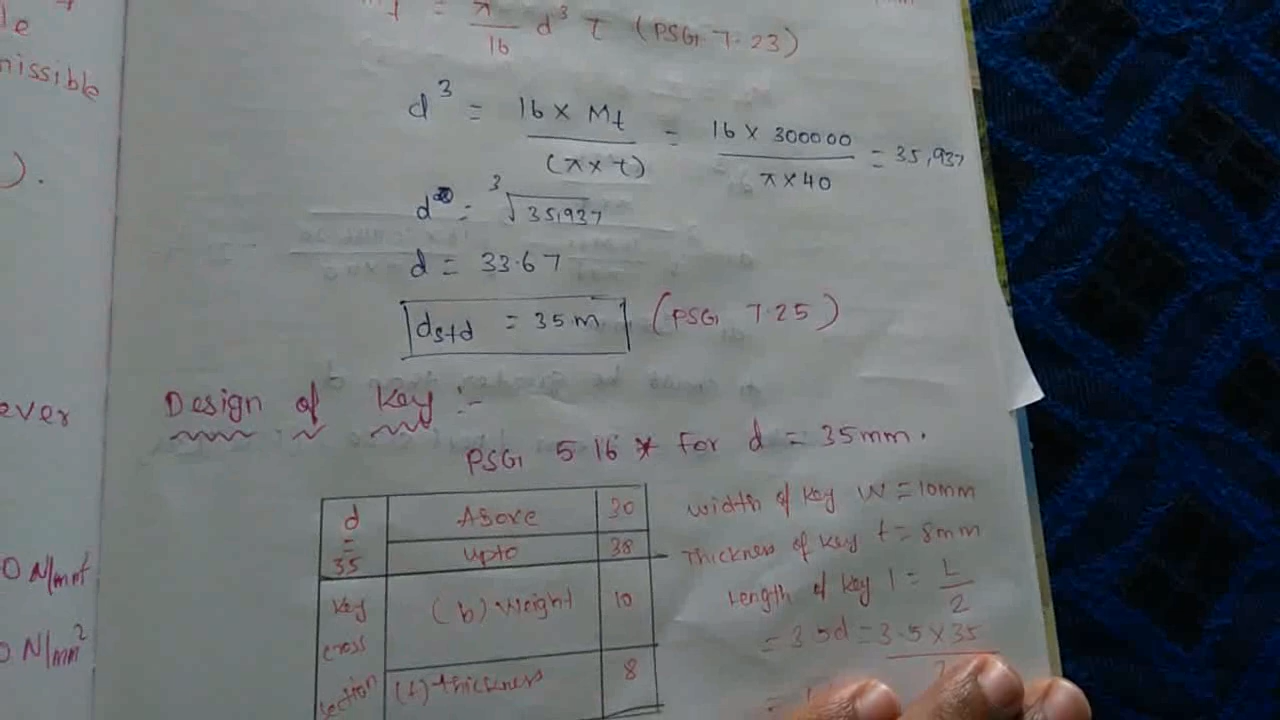 le
missible
).
ever
0 N/mm²
0 N/mm²
t = π/16 d³ τ (PSG 7.23)
d³ = 16 × Mt / (π × τ) = 16 × 300000 / π × 40 = 35,937
d = ³√35,937
d = 33.67
dstd = 35 m (PSG 7.25)
Design of Key :-
PSG 5.16 * For d = 35mm.
d = 35 Above 30
upto 38
Key cross section (b) Weight 10
(t) thickness 8
Width of Key W = 10mm
Thickness of Key t = 8mm
Length of Key l = L/2
= 3.5d = 3.5 × 35
=